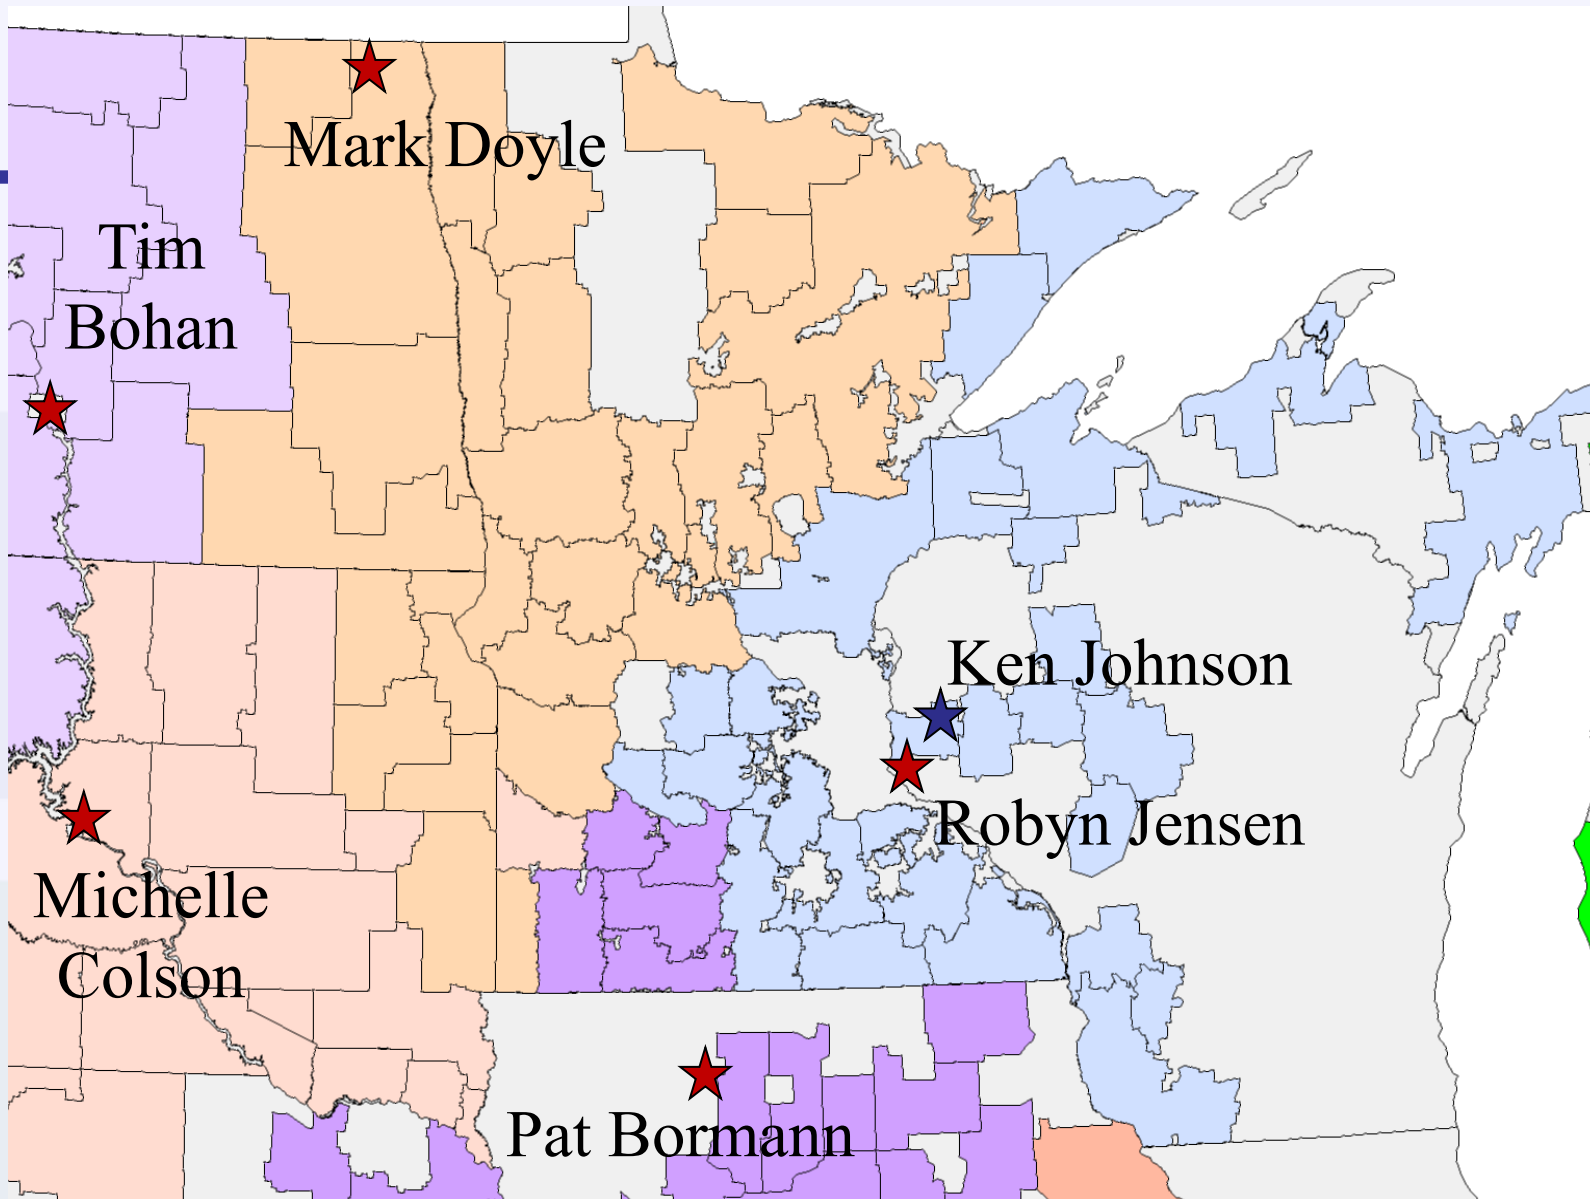 Mark Doyle
Tim
Bohan
Ken Johnson
Robyn Jensen
Michelle
Colson
Pat Bormann